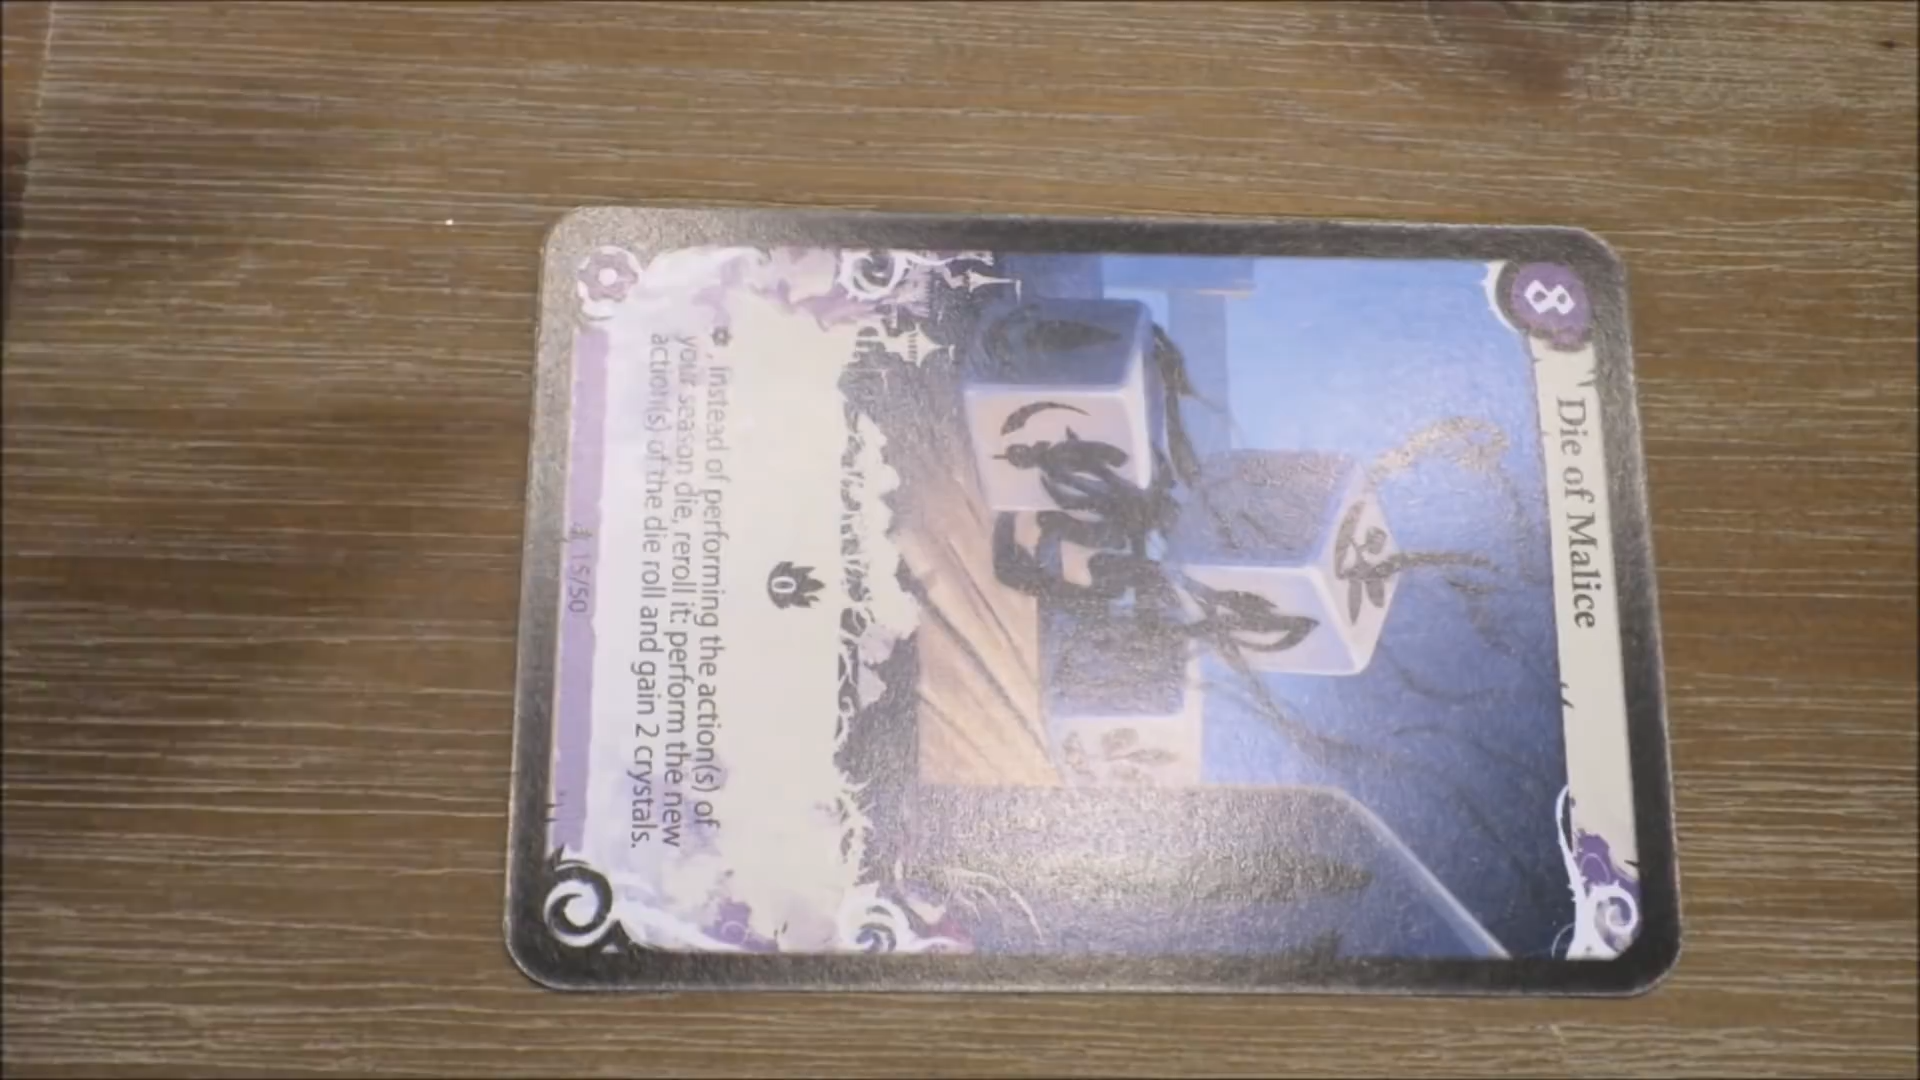 8
Die of Malice
0
, instead of performing the action(s) of
your season die, reroll it: perform the new
action(s) of the die roll and gain 2 crystals.
15/50